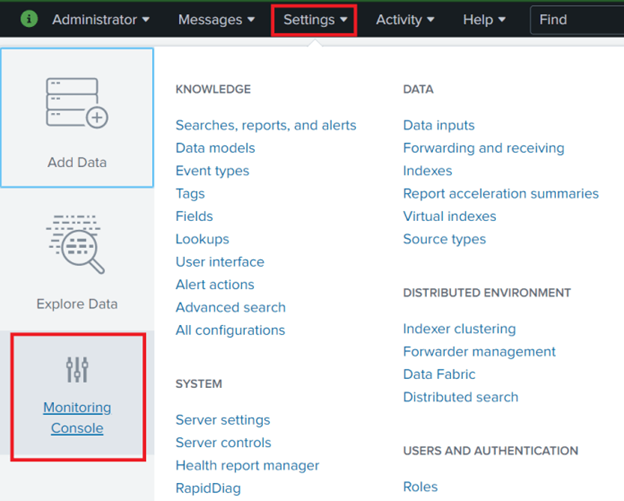 i Administrator ▾ Messages ▾ Settings ▾ Activity ▾ Help ▾ Find
Add Data
Explore Data
Monitoring
Console
KNOWLEDGE
Searches, reports, and alerts
Data models
Event types
Tags
Fields
Lookups
User interface
Alert actions
Advanced search
All configurations
SYSTEM
Server settings
Server controls
Health report manager
RapidDiag
DATA
Data inputs
Forwarding and receiving
Indexes
Report acceleration summaries
Virtual indexes
Source types
DISTRIBUTED ENVIRONMENT
Indexer clustering
Forwarder management
Data Fabric
Distributed search
USERS AND AUTHENTICATION
Roles